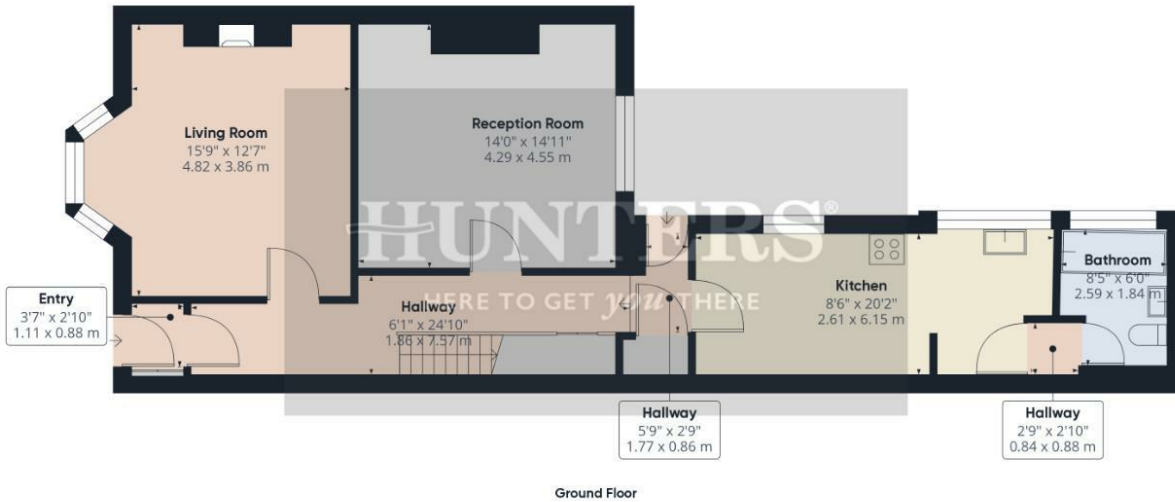 Living Room
15'9" x 12'7"
4.82 x 3.86 m
Reception Room
14'0" x 14'11"
4.29 x 4.55 m
HUNTERS®
HERE TO GET you THERE
Entry
3'7" x 2'10"
1.11 x 0.88 m
Hallway
6'1" x 24'10"
1.86 x 7.57 m
Kitchen
8'6" x 20'2"
2.61 x 6.15 m
Bathroom
8'5" x 6'0"
2.59 x 1.84 m
Hallway
5'9" x 2'9"
1.77 x 0.86 m
Hallway
2'9" x 2'10"
0.84 x 0.88 m
Ground Floor